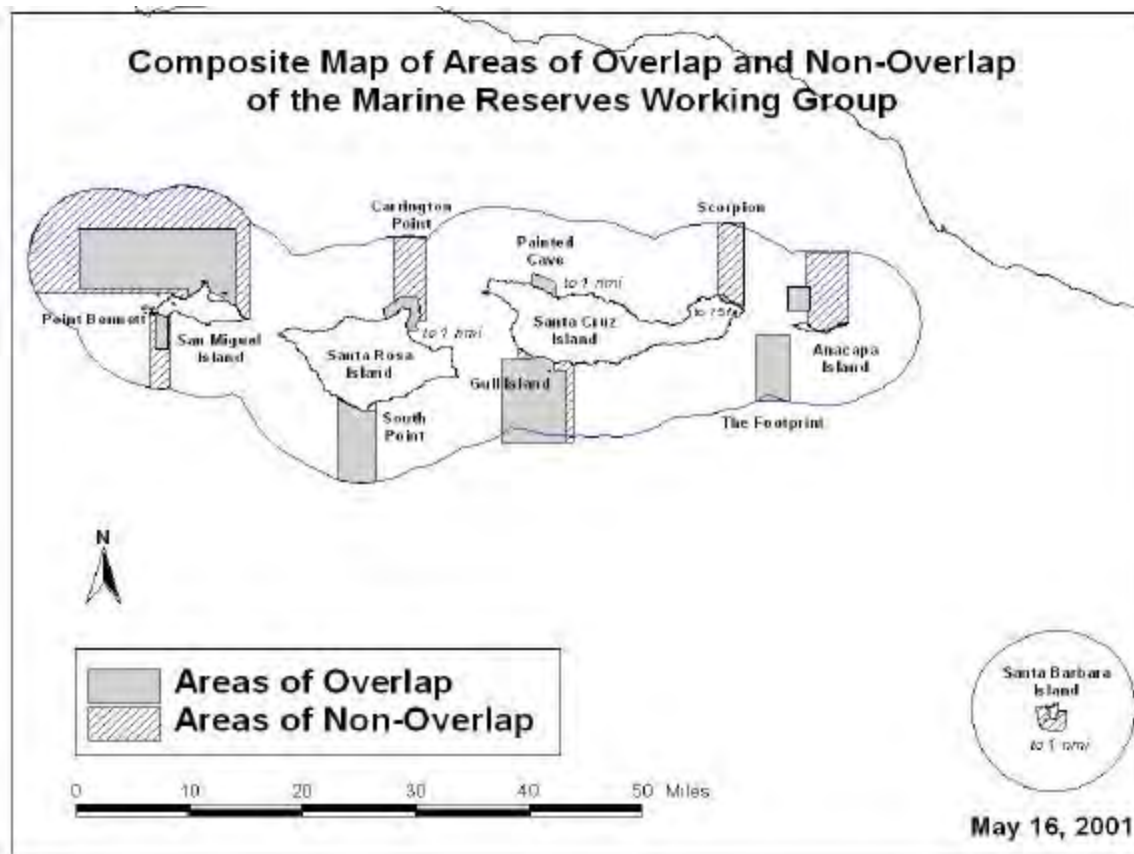 Composite Map of Areas of Overlap and Non-Overlap
of the Marine Reserves Working Group
Carrington
Point
Scorpion
Painted
Cave
to 1 nmi
Point Bennett
San Miguel
Island
to 1 nmi
Santa Cruz
Island
Santa Rosa
Island
Anacapa
Island
Gull Island
South
Point
The Footprint
N
Areas of Overlap
Areas of Non-Overlap
0 10 20 30 40 50 Miles
Santa Barbara
Island
to 1 nmi
May 16, 2001